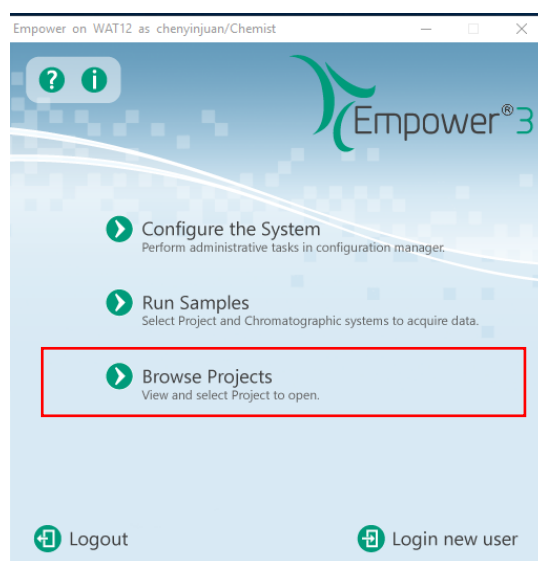 Empower on WAT12 as chenyinjuan/Chemist
Empower®3
Configure the System
Perform administrative tasks in configuration manager.
Run Samples
Select Project and Chromatographic systems to acquire data.
Browse Projects
View and select Project to open.
Logout
Login new user